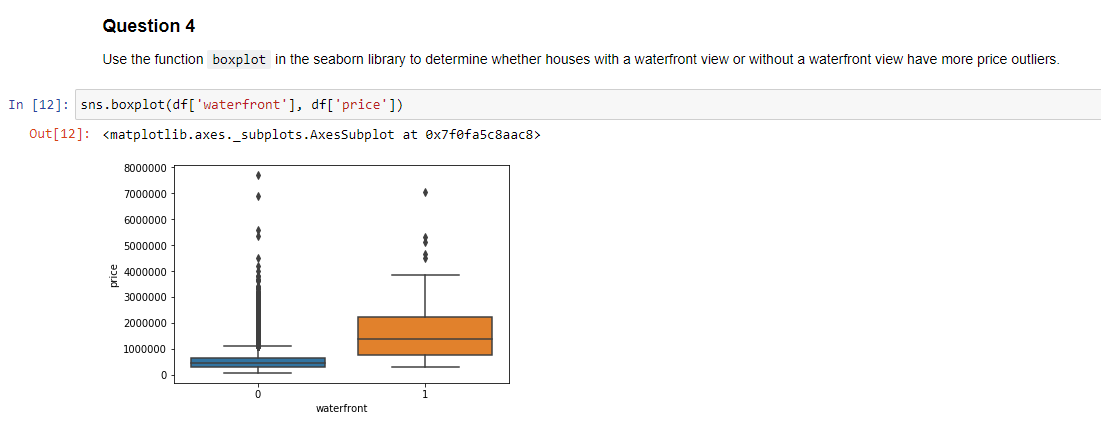 Question 4
Use the function boxplot in the seaborn library to determine whether houses with a waterfront view or without a waterfront view have more price outliers.
In [12]: sns.boxplot(df['waterfront'], df['price'])
Out[12]: <matplotlib.axes._subplots.AxesSubplot at 0x7f0fa5c8aac8>
8000000
7000000
6000000
5000000
4000000
3000000
2000000
1000000
0
price
0 1
waterfront